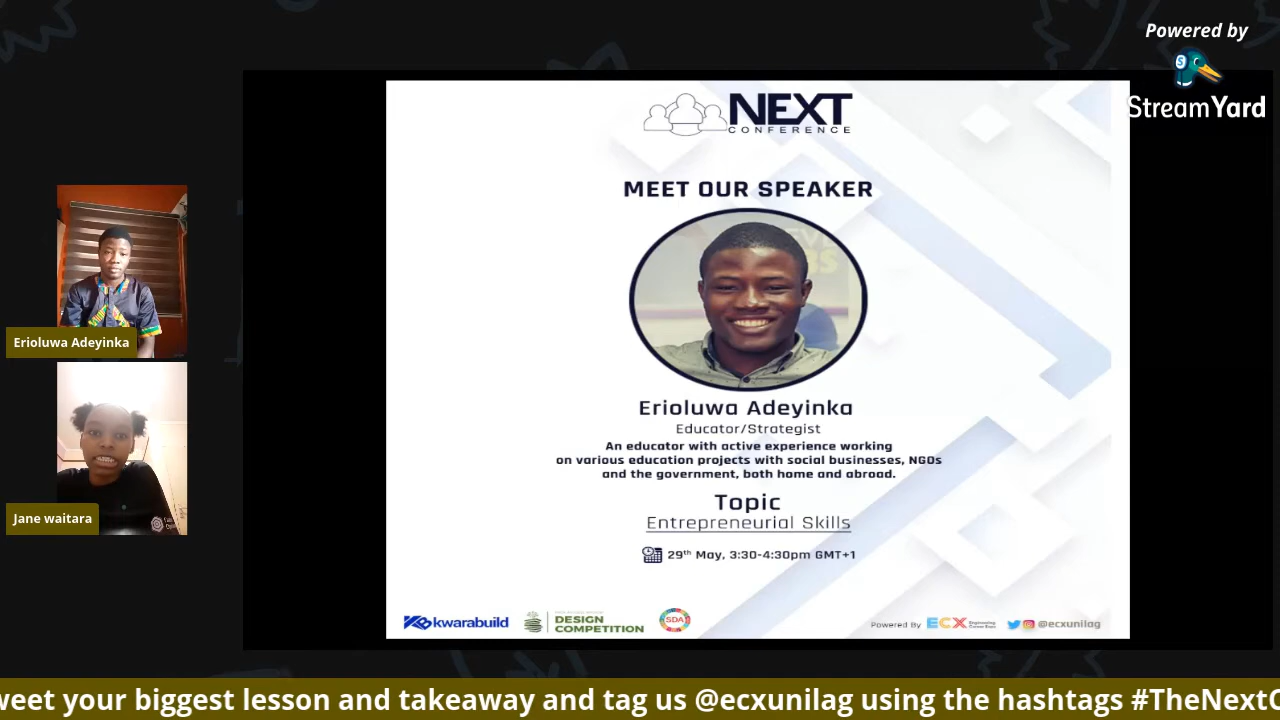 Powered by
StreamYard
NEXT
CONFERENCE
MEET OUR SPEAKER
Erioluwa Adeyinka
Educator/Strategist
An educator with active experience working
on various education projects with social businesses, NGOs
and the government, both home and abroad.
Topic
Entrepreneurial Skills
29th May, 3:30-4:30pm GMT+1
kwarabuild
DESIGN
COMPETITION
SDA
Powered By ECX
@ecxunilag
Erioluwa Adeyinka
Jane waitara
weet your biggest lesson and takeaway and tag us @ecxunilag using the hashtags #TheNextC